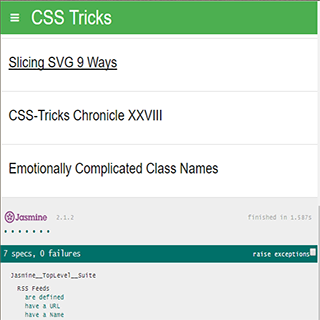 CSS Tricks
Slicing SVG 9 Ways
CSS-Tricks Chronicle XXVIII
Emotionally Complicated Class Names
Jasmine 2.1.2 finished in 1.587s
7 specs, 0 failures raise exceptions
Jasmine__TopLevel__Suite
RSS Feeds
are defined
have a URL
have a Name